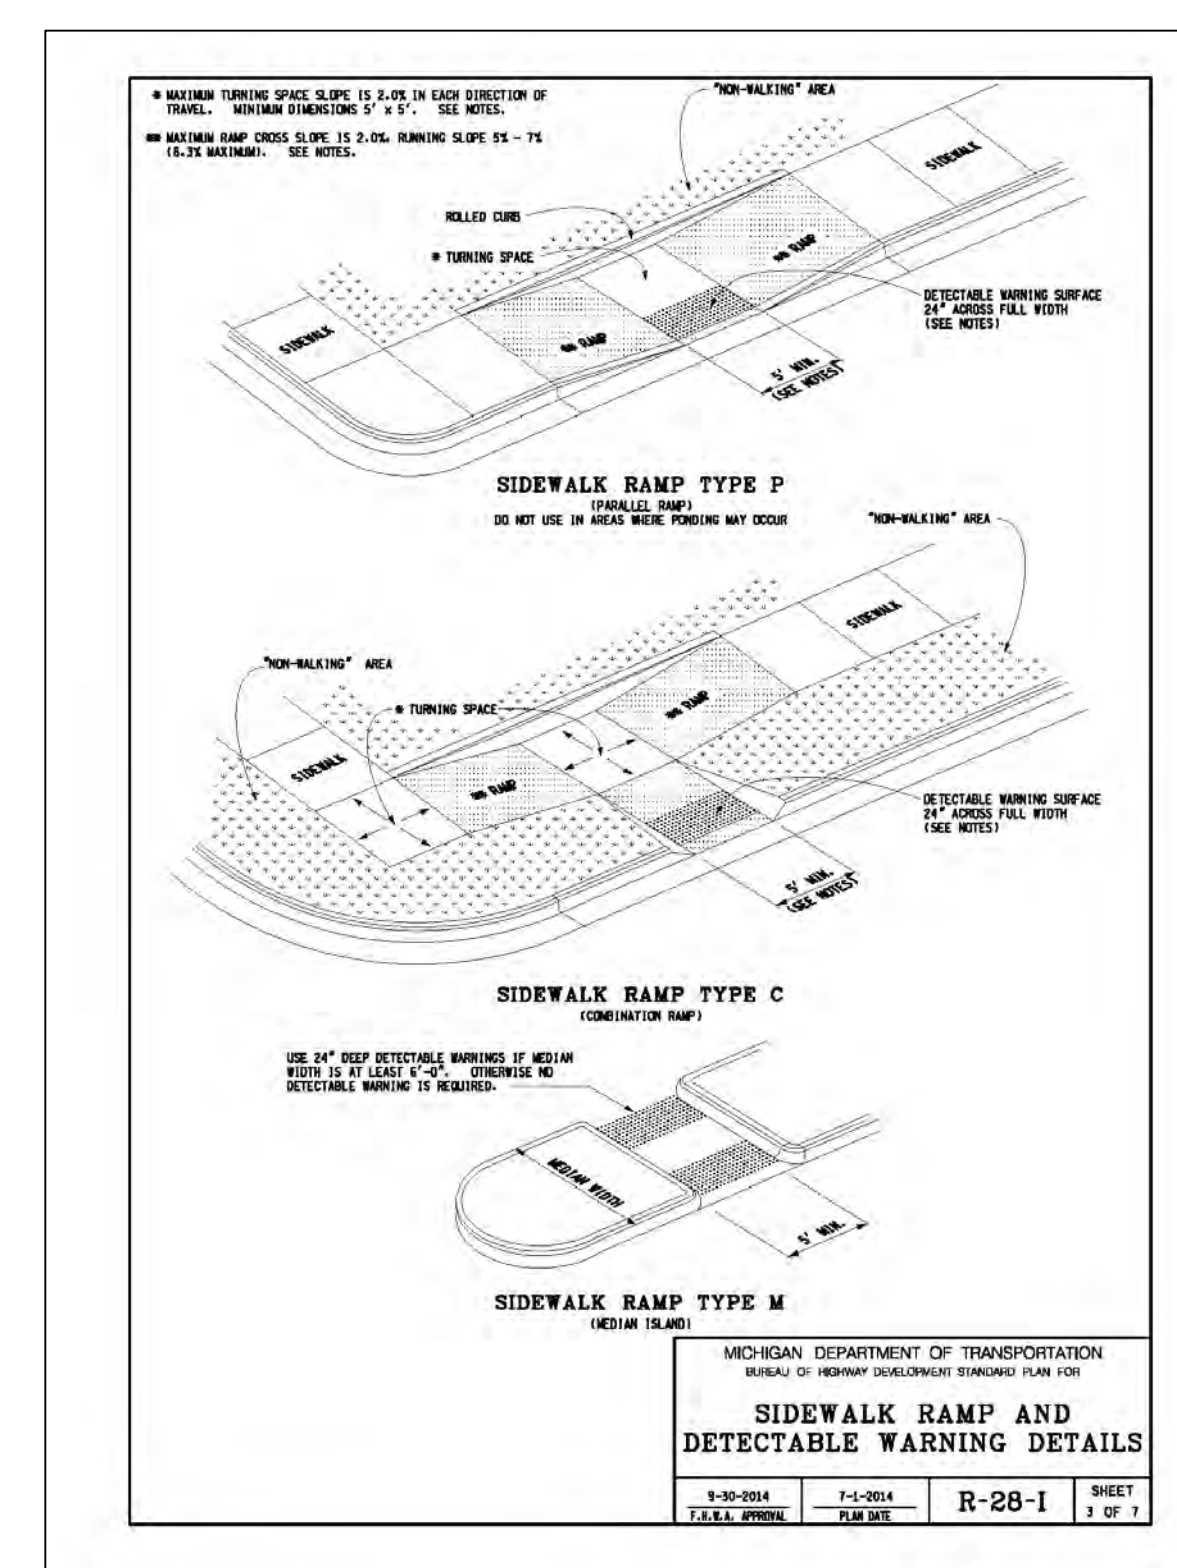 * MAXIMUM TURNING SPACE SLOPE IS 2.0% IN EACH DIRECTION OF
TRAVEL. MINIMUM DIMENSIONS 5' x 5'. SEE NOTES.
** MAXIMUM RAMP CROSS SLOPE IS 2.0%, RUNNING SLOPE 5% - 7%
(8.3% MAXIMUM). SEE NOTES.
"NON-WALKING" AREA
SIDEWALK
ROLLED CURB
* TURNING SPACE
** RAMP
DETECTABLE WARNING SURFACE
24" ACROSS FULL WIDTH
(SEE NOTES)
SIDEWALK
** RAMP
5' MIN.
(SEE NOTES)
SIDEWALK RAMP TYPE P
(PARALLEL RAMP)
DO NOT USE IN AREAS WHERE PONDING MAY OCCUR
"NON-WALKING" AREA
SIDEWALK
"NON-WALKING" AREA
* TURNING SPACE
** RAMP
SIDEWALK
** RAMP
DETECTABLE WARNING SURFACE
24" ACROSS FULL WIDTH
(SEE NOTES)
5' MIN.
(SEE NOTES)
SIDEWALK RAMP TYPE C
(COMBINATION RAMP)
USE 24" DEEP DETECTABLE WARNINGS IF MEDIAN
WIDTH IS AT LEAST 6'-0". OTHERWISE NO
DETECTABLE WARNING IS REQUIRED.
MEDIAN WIDTH
5' MIN.
SIDEWALK RAMP TYPE M
(MEDIAN ISLAND)
MICHIGAN DEPARTMENT OF TRANSPORTATION
BUREAU OF HIGHWAY DEVELOPMENT STANDARD PLAN FOR
SIDEWALK RAMP AND
DETECTABLE WARNING DETAILS
9-30-2014
F.H.W.A. APPROVAL
7-1-2014
PLAN DATE
R-28-I
SHEET
3 OF 7